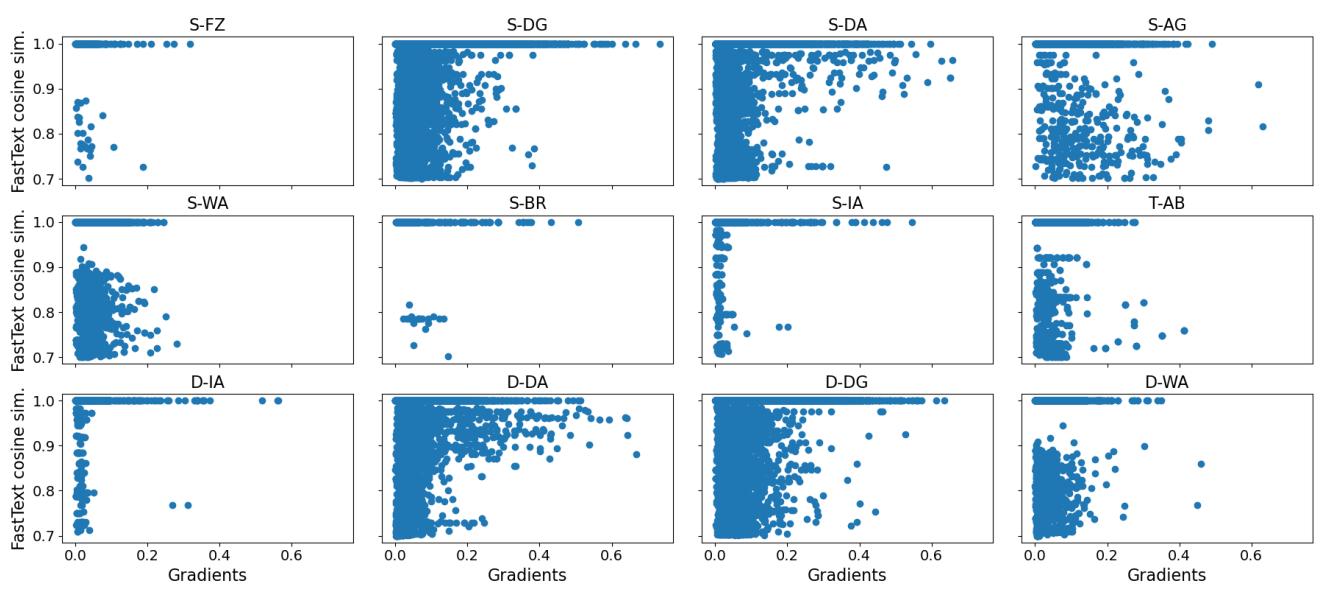 S-FZ S-DG S-DA S-AG
FastText cosine sim.
1.0
0.9
0.8
0.7
S-WA S-BR S-IA T-AB
FastText cosine sim.
1.0
0.9
0.8
0.7
D-IA D-DA D-DG D-WA
FastText cosine sim.
1.0
0.9
0.8
0.7
0.0 0.2 0.4 0.6 0.0 0.2 0.4 0.6 0.0 0.2 0.4 0.6 0.0 0.2 0.4 0.6
Gradients Gradients Gradients Gradients